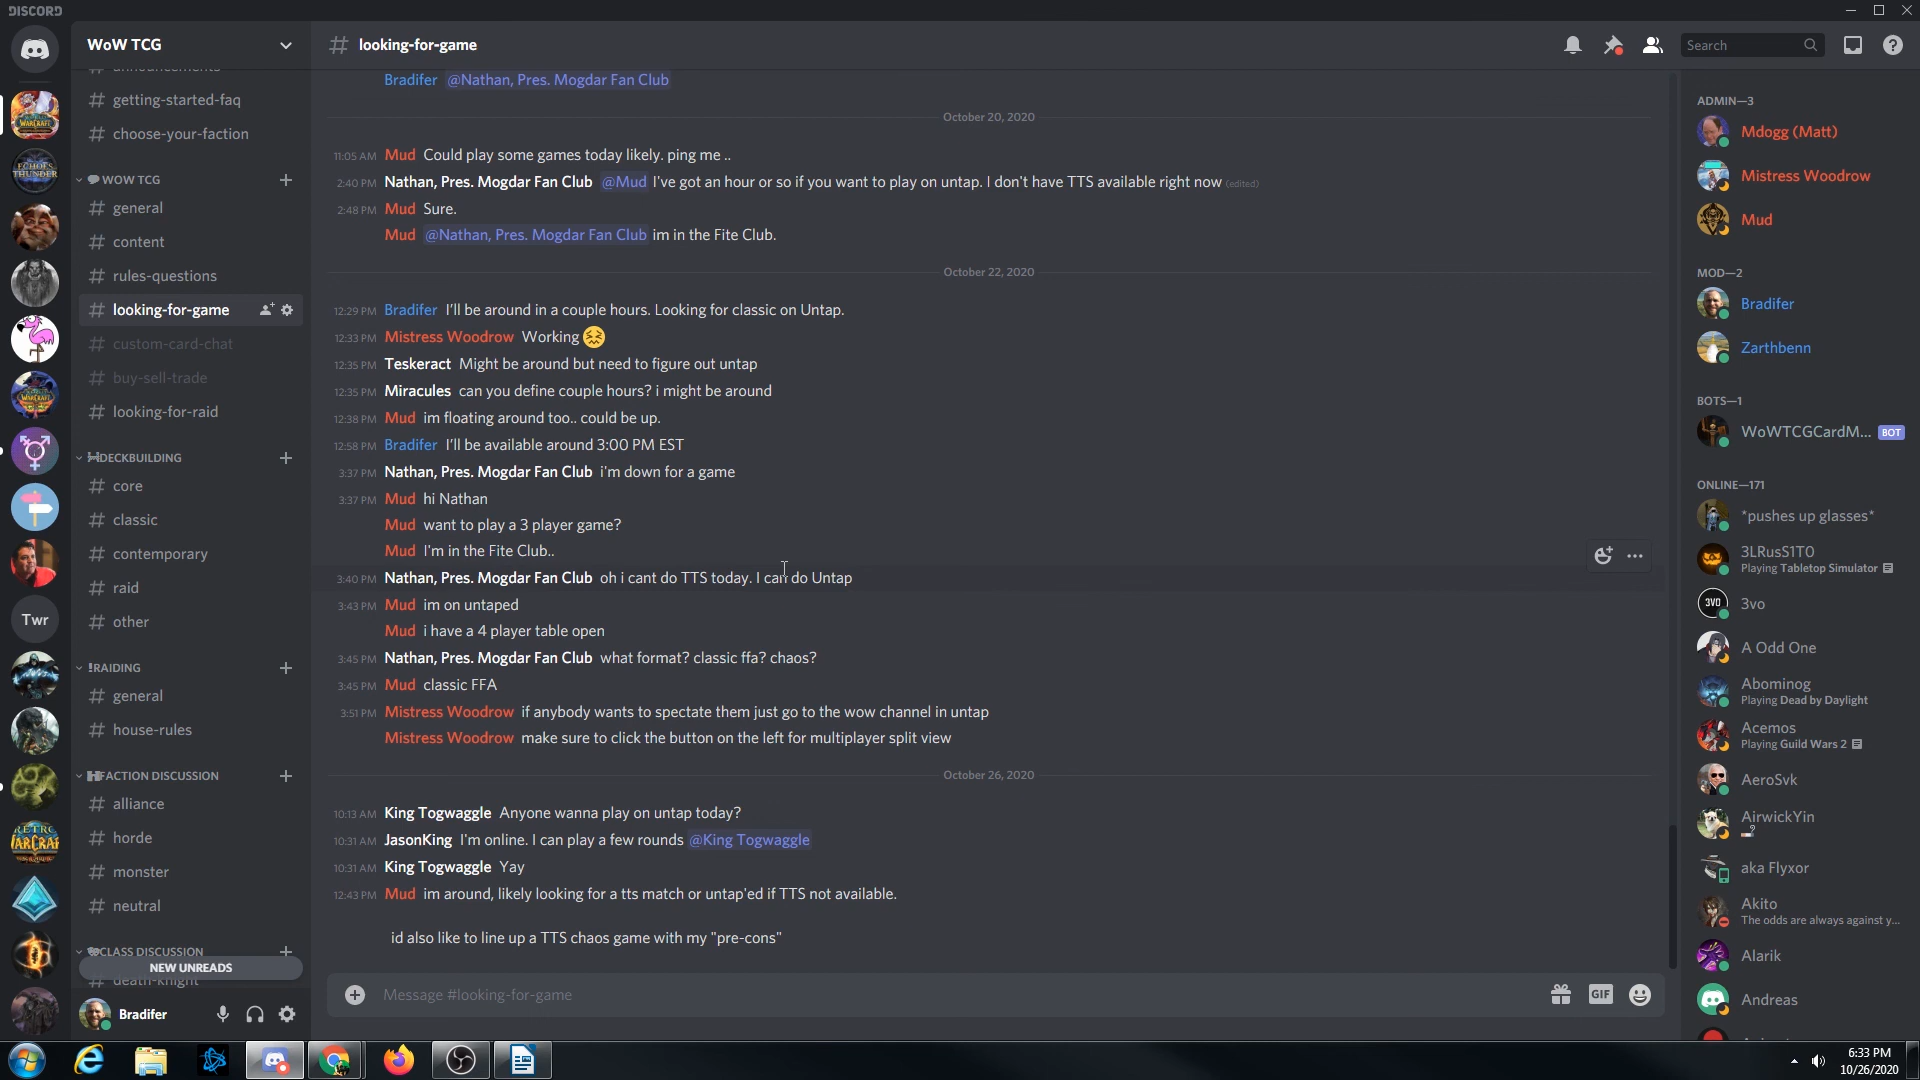 DISCORD
WoW TCG
looking-for-game
Search
announcements
getting-started-faq
choose-your-faction
WOW TCG
general
content
rules-questions
looking-for-game
custom-card-chat
buy-sell-trade
looking-for-raid
DECKBUILDING
core
classic
contemporary
raid
other
RAIDING
general
house-rules
FACTION DISCUSSION
alliance
horde
monster
neutral
CLASS DISCUSSION
NEW UNREADS
death-knight
Bradifer
Twr
Bradifer @Nathan, Pres. Mogdar Fan Club
October 20, 2020
11:05 AM Mud Could play some games today likely. ping me ..
2:40 PM Nathan, Pres. Mogdar Fan Club @Mud I've got an hour or so if you want to play on untap. I don't have TTS available right now (edited)
2:48 PM Mud Sure.
Mud @Nathan, Pres. Mogdar Fan Club im in the Fite Club.
October 22, 2020
12:29 PM Bradifer I'll be around in a couple hours. Looking for classic on Untap.
12:33 PM Mistress Woodrow Working
12:35 PM Teskeract Might be around but need to figure out untap
12:35 PM Miracules can you define couple hours? i might be around
12:38 PM Mud im floating around too.. could be up.
12:58 PM Bradifer I'll be available around 3:00 PM EST
3:37 PM Nathan, Pres. Mogdar Fan Club i'm down for a game
3:37 PM Mud hi Nathan
Mud want to play a 3 player game?
Mud I'm in the Fite Club..
3:40 PM Nathan, Pres. Mogdar Fan Club oh i cant do TTS today. I can do Untap
3:43 PM Mud im on untaped
Mud i have a 4 player table open
3:45 PM Nathan, Pres. Mogdar Fan Club what format? classic ffa? chaos?
3:45 PM Mud classic FFA
3:51 PM Mistress Woodrow if anybody wants to spectate them just go to the wow channel in untap
Mistress Woodrow make sure to click the button on the left for multiplayer split view
October 26, 2020
10:13 AM King Togwaggle Anyone wanna play on untap today?
10:31 AM JasonKing I'm online. I can play a few rounds @King Togwaggle
10:31 AM King Togwaggle Yay
12:43 PM Mud im around, likely looking for a tts match or untap'ed if TTS not available.
id also like to line up a TTS chaos game with my "pre-cons"
Message #looking-for-game
GIF
ADMIN—3
Mdogg (Matt)
Mistress Woodrow
Mud
MOD—2
Bradifer
Zarthbenn
BOTS—1
WoWTCGCardM... BOT
ONLINE—171
*pushes up glasses*
3LRusS1T0
Playing Tabletop Simulator
3VO
3vo
A Odd One
Abominog
Playing Dead by Daylight
Acemos
Playing Guild Wars 2
AeroSvk
AirwickYin
aka Flyxor
Akito
The odds are always against y...
Alarik
Andreas
6:33 PM
10/26/2020